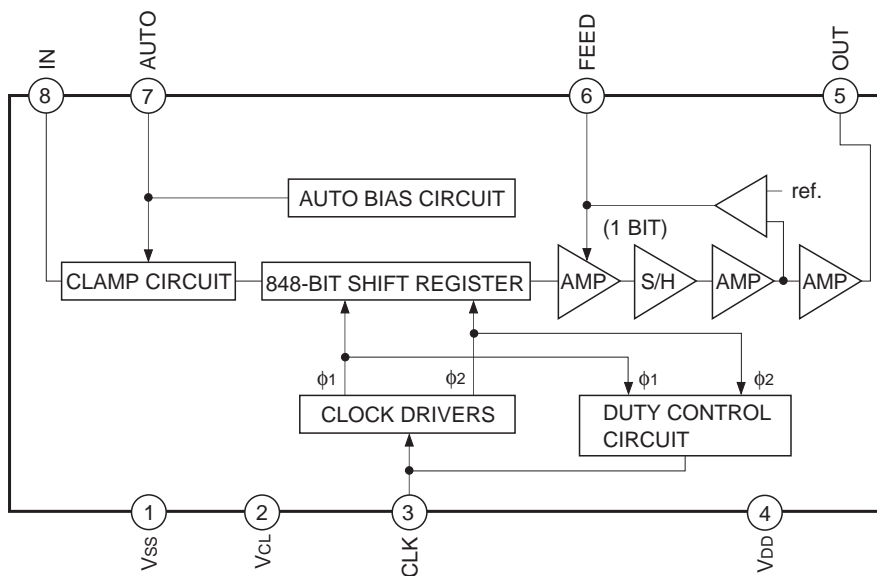 IN
AUTO
FEED
OUT
8
7
6
5
AUTO BIAS CIRCUIT
ref.
(1 BIT)
CLAMP CIRCUIT
848-BIT SHIFT REGISTER
AMP
S/H
AMP
AMP
ϕ1
ϕ2
ϕ1
ϕ2
CLOCK DRIVERS
DUTY CONTROL
CIRCUIT
1
2
3
4
VSS
VCL
CLK
VDD